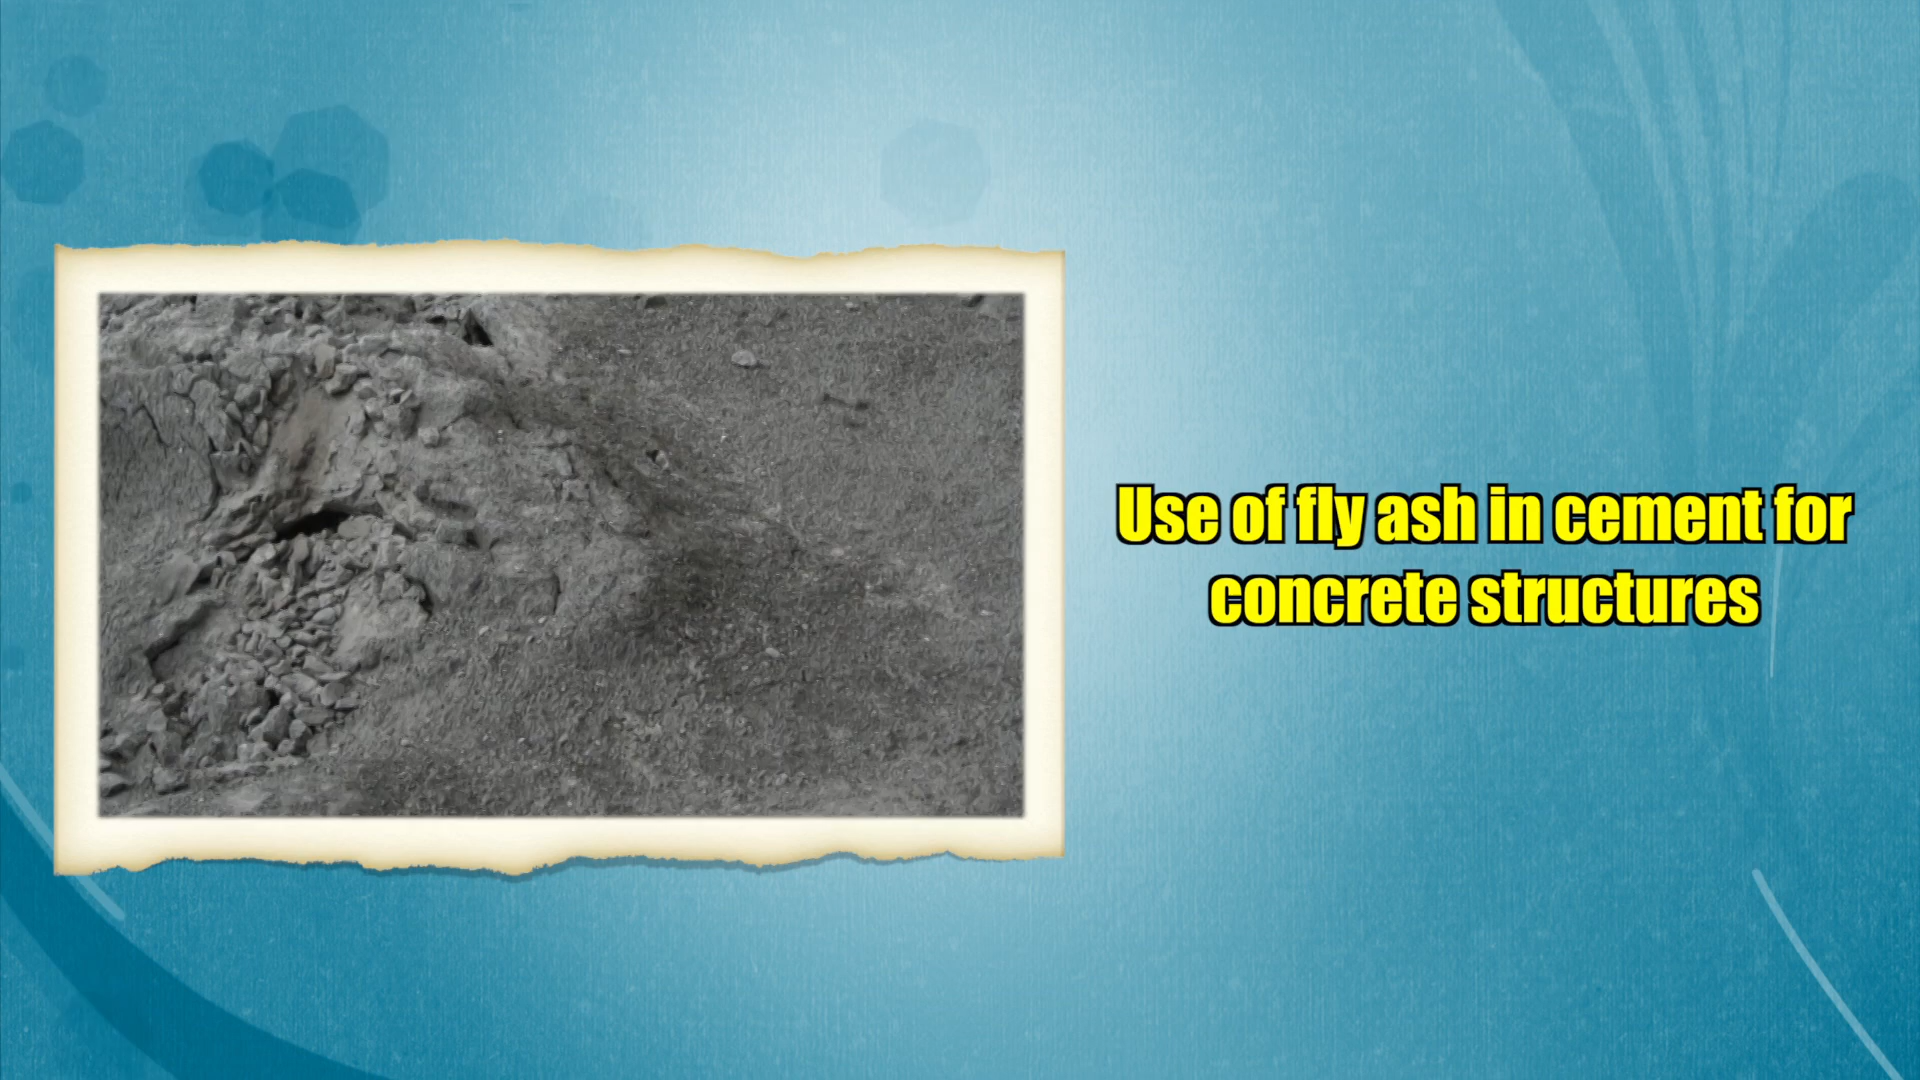 Use of fly ash in cement for
concrete structures